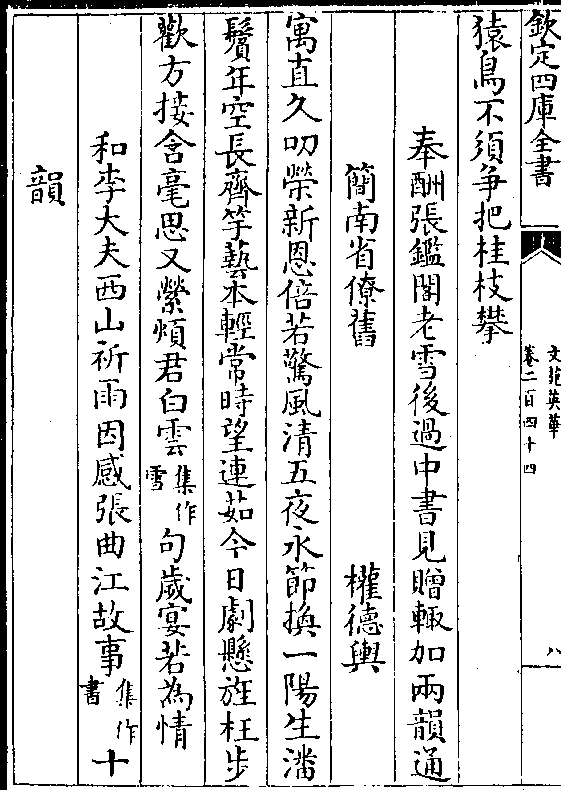 欽定四庫全書
文苑英華
卷二百四十四
八
猿鳥不須爭把桂枝攀
奉酬張鑑閣老雪後過中書見贈輙加兩韻通
簡南省僚舊
權德輿
寓直久叨榮新恩倍若驚風清五夜永節換一陽生潘
鬢年空長齊竽藝本輕常時望連茹今日劇懸旌枉步
歡方接含毫思又縈煩君白雲集作雪句歲宴若為情
和李大夫西山祈雨因感張曲江故事集作書十
韻